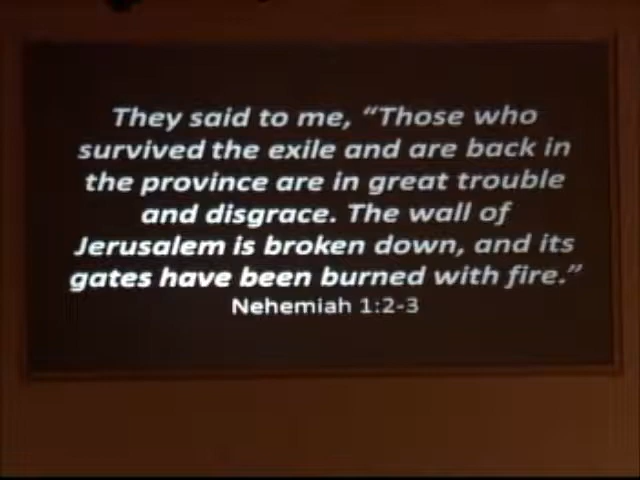 They said to me, “Those who
survived the exile and are back in
the province are in great trouble
and disgrace. The wall of
Jerusalem is broken down, and its
gates have been burned with fire.”
Nehemiah 1:2-3